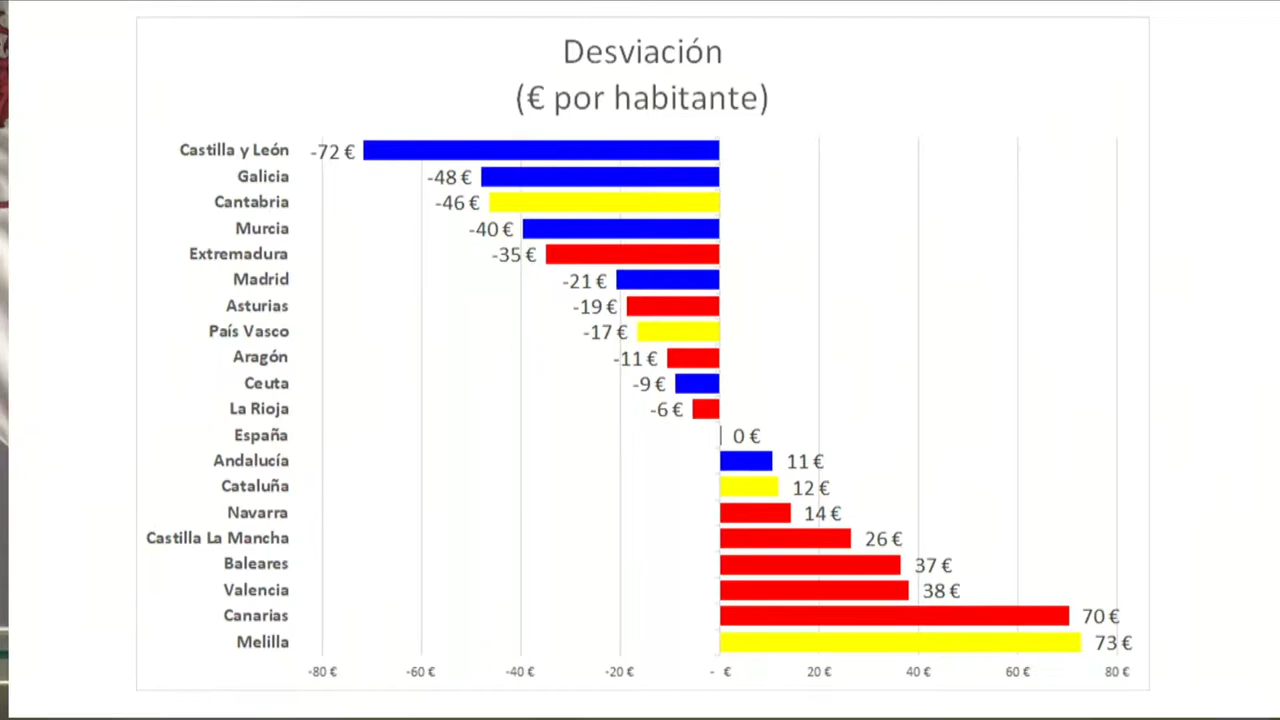 Desviación
(€ por habitante)
Castilla y León -72 €
Galicia -48 €
Cantabria -46 €
Murcia -40 €
Extremadura -35 €
Madrid -21 €
Asturias -19 €
País Vasco -17 €
Aragón -11 €
Ceuta -9 €
La Rioja -6 €
España 0 €
Andalucía 11 €
Cataluña 12 €
Navarra 14 €
Castilla La Mancha 26 €
Baleares 37 €
Valencia 38 €
Canarias 70 €
Melilla 73 €
-80 € -60 € -40 € -20 € - € 20 € 40 € 60 € 80 €